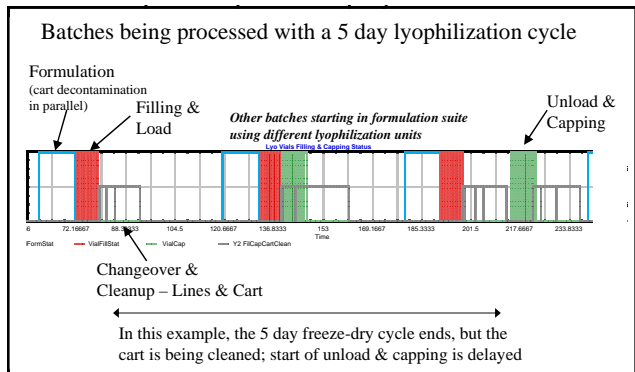 Batches being processed with a 5 day lyophilization cycle
Formulation
(cart decontamination
in parallel)
Filling &
Load
Other batches starting in formulation suite
using different lyophilization units
Unload &
Capping
Lyo Vials Filling & Capping Status
6 72.16667 88.33333 104.5 120.6667 136.8333 153 169.1667 185.3333 201.5 217.6667 233.8333
Time
FormStat VialFillStat VialCap Y2 FilCapCartClean
Changeover &
Cleanup – Lines & Cart
In this example, the 5 day freeze-dry cycle ends, but the
cart is being cleaned; start of unload & capping is delayed